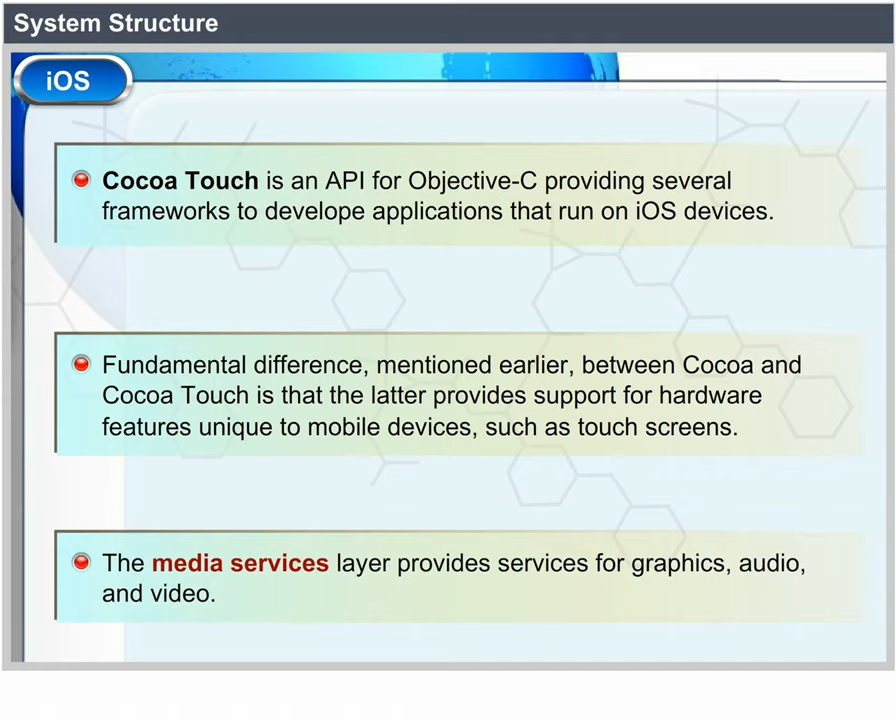 System Structure
iOS
Cocoa Touch is an API for Objective-C providing several
frameworks to develope applications that run on iOS devices.
Fundamental difference, mentioned earlier, between Cocoa and
Cocoa Touch is that the latter provides support for hardware
features unique to mobile devices, such as touch screens.
The media services layer provides services for graphics, audio,
and video.